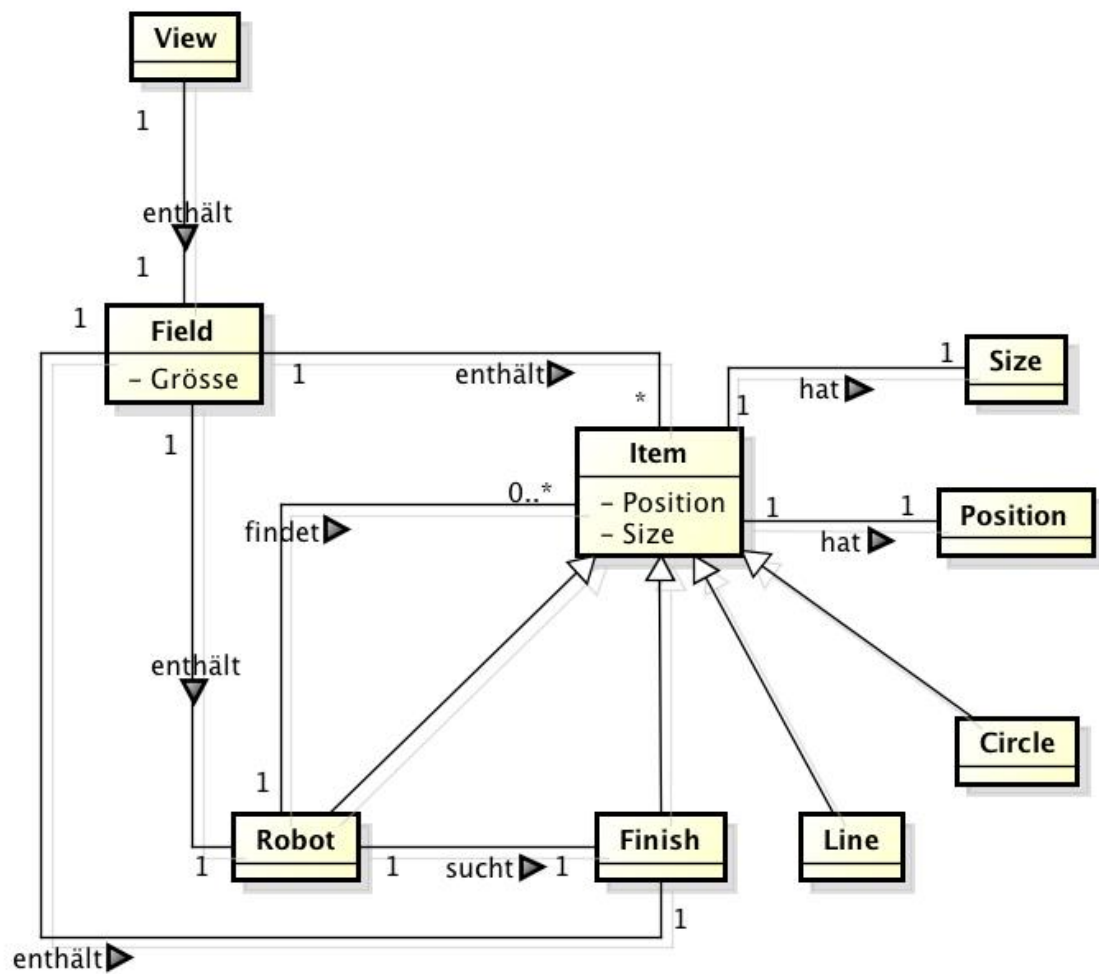 View
1
enthält
1
1
Field
- Grösse
1
enthält
*
1
hat
1
Size
1
Item
- Position
- Size
0..*
findet
1
hat
1
Position
enthält
1
1
Robot
1
sucht
1
Finish
Line
Circle
1
enthält